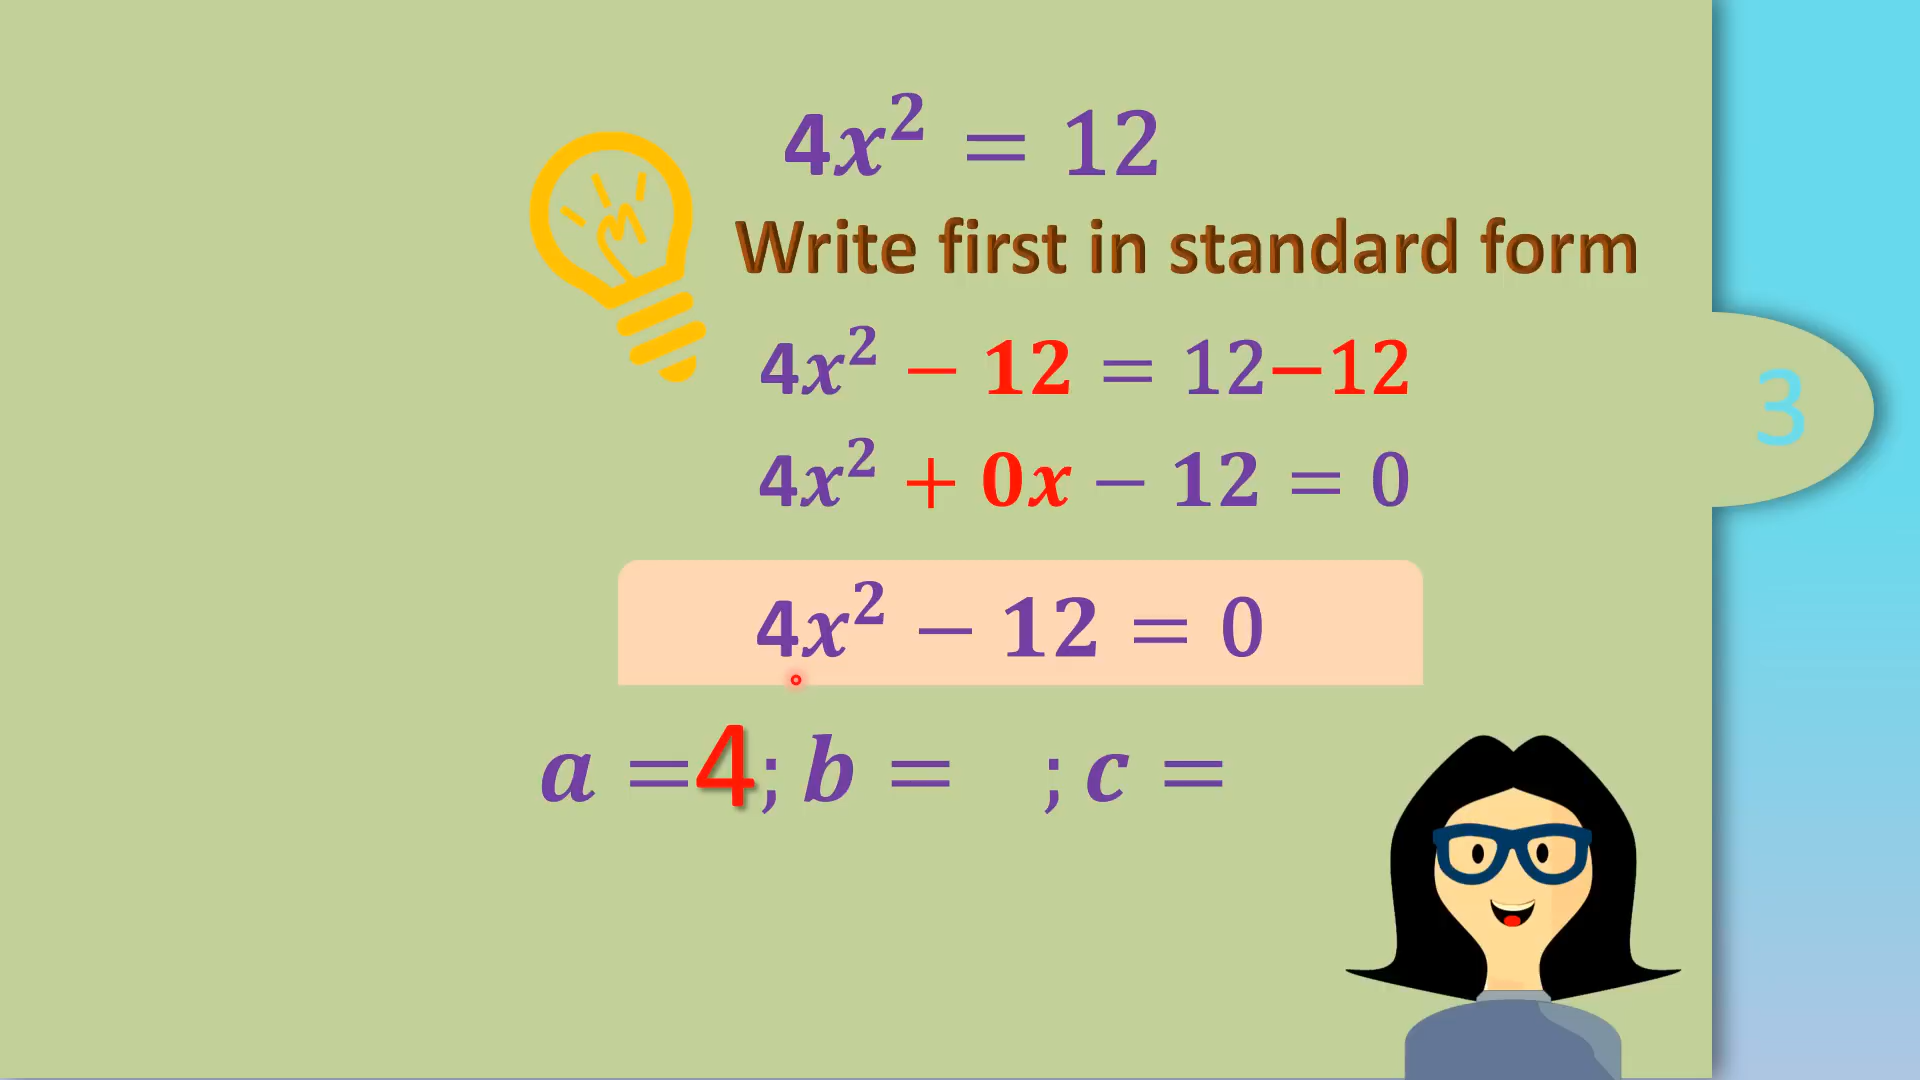 4x² = 12
Write first in standard form
4x² − 12 = 12−12
4x² + 0x − 12 = 0
3
4x² − 12 = 0
a =4; b = ; c =